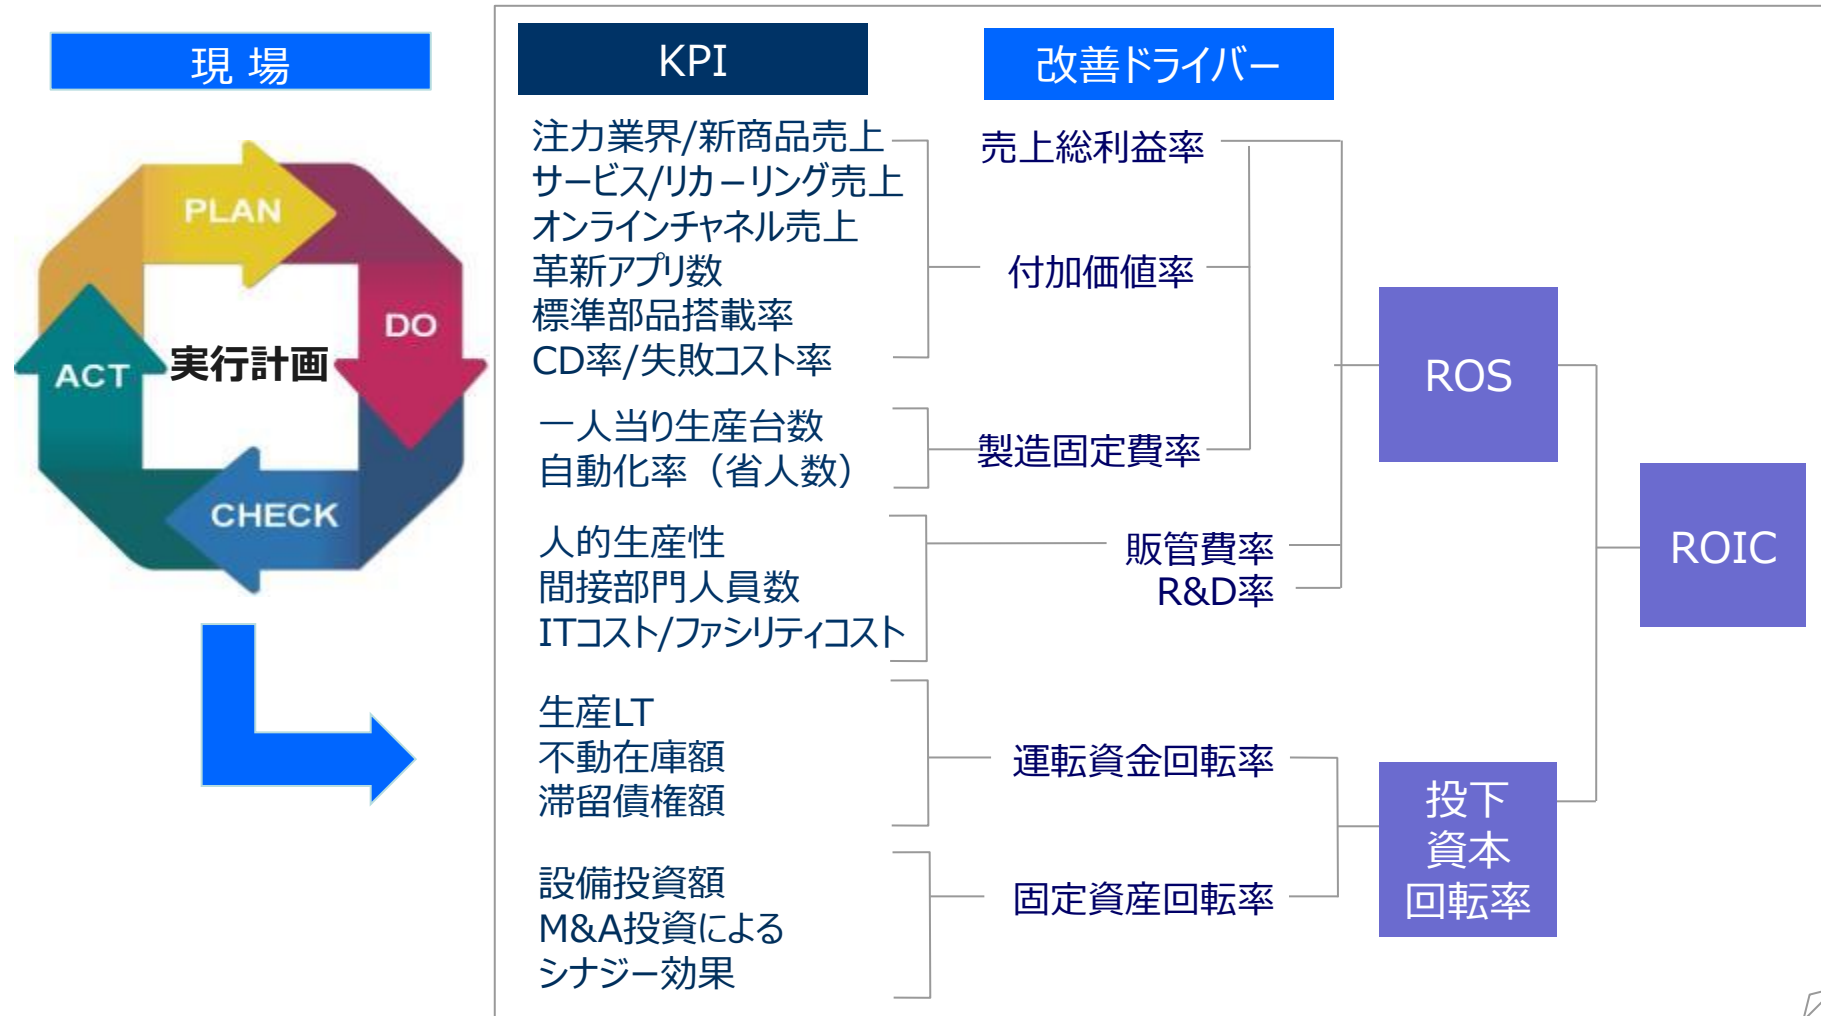 現 場
PLAN
DO
CHECK
ACT
実行計画
KPI
注力業界/新商品売上
サービス/リカーリング売上
オンラインチャネル売上
革新アプリ数
標準部品搭載率
CD率/失敗コスト率
一人当り生産台数
自動化率（省人数）
人的生産性
間接部門人員数
ITコスト/ファシリティコスト
生産LT
不動在庫額
滞留債権額
設備投資額
M&A投資による
シナジー効果
改善ドライバー
売上総利益率
付加価値率
製造固定費率
販管費率
R&D率
運転資金回転率
固定資産回転率
ROS
投下
資本
回転率
ROIC